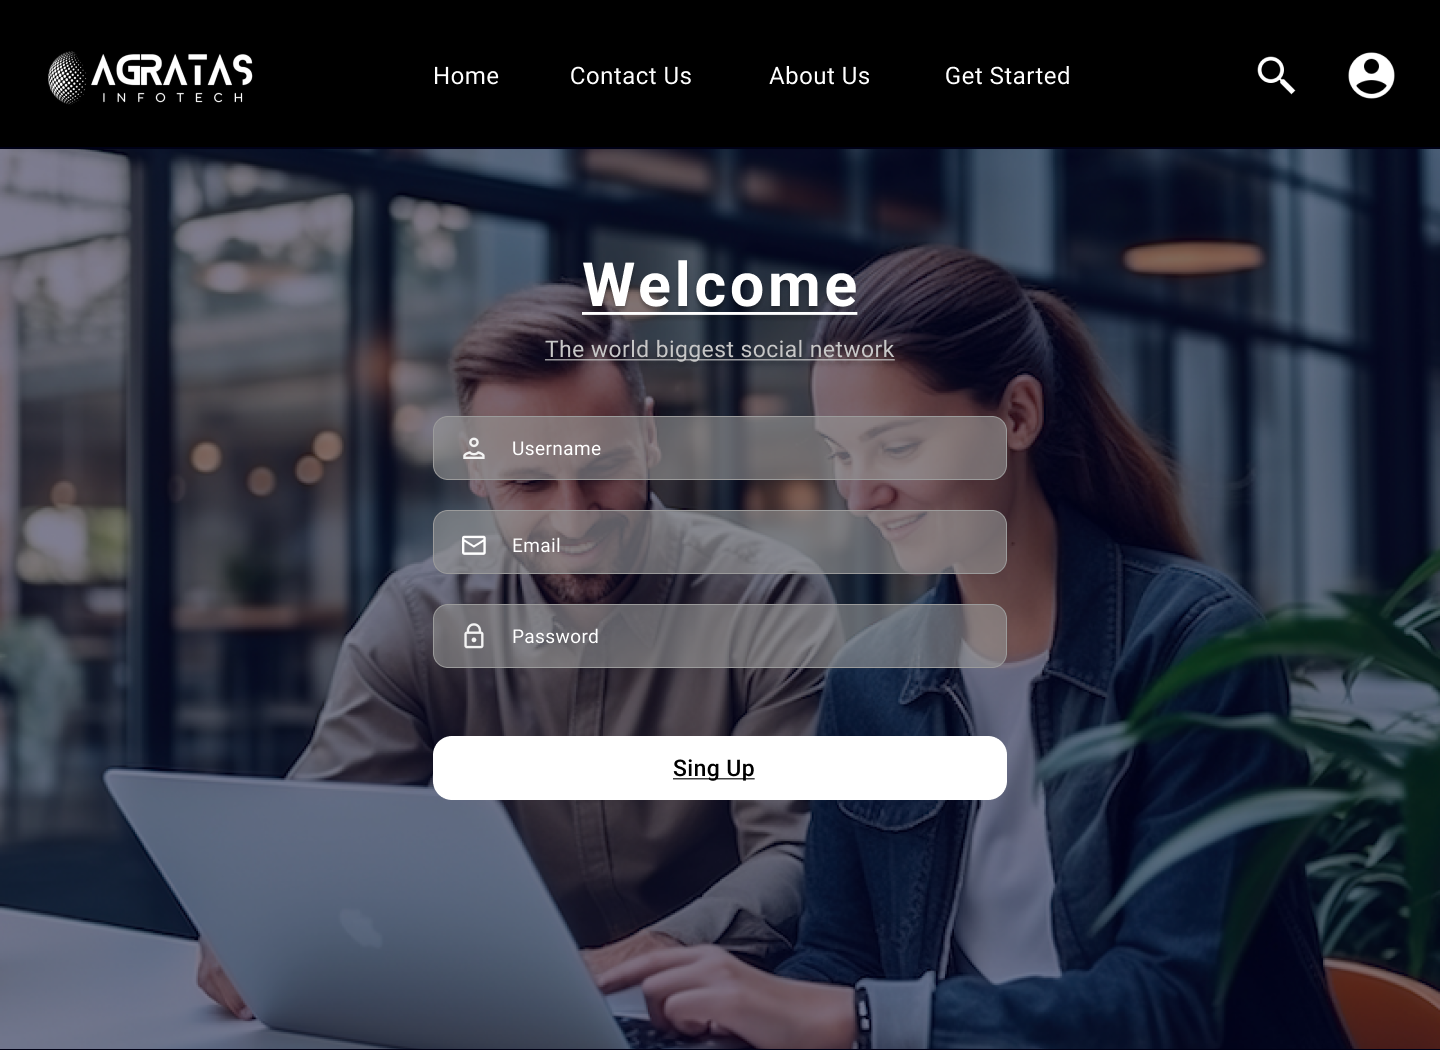 AGRATAS
INFOTECH
Home
Contact Us
About Us
Get Started
Welcome
The world biggest social network
Username
Email
Password
Sing Up